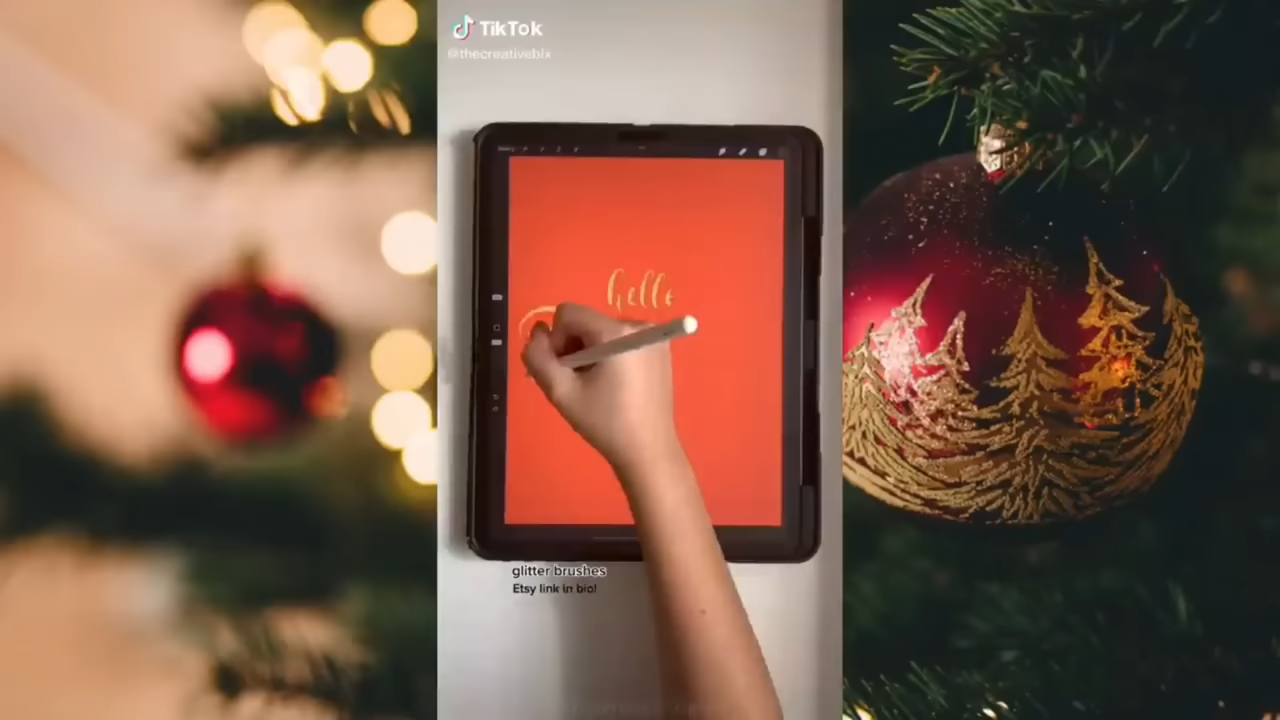 TikTok
@thecreativebix
hello
glitter brushes
Etsy link in bio!